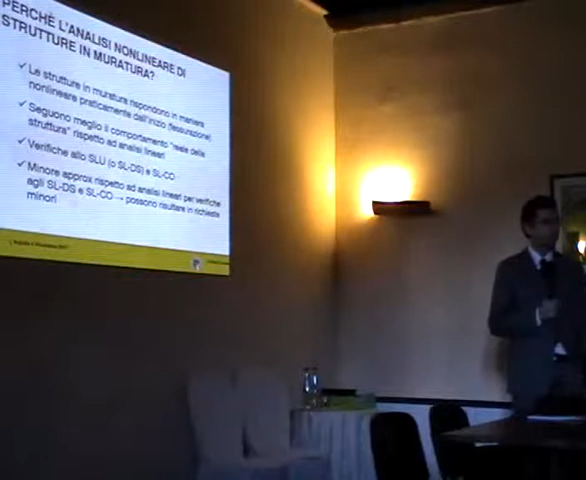 PERCHÈ L'ANALISI NONLINEARE DI
STRUTTURE IN MURATURA?
✓ Le strutture in muratura rispondono in maniera
nonlineare praticamente dall'inizio (fessurazione)
✓ Seguono meglio il comportamento "reale della
struttura" rispetto ad analisi lineari
✓ Verifiche allo SLU (o SL-DS) e SL-CO
✓ Minore approx rispetto ad analisi lineari per verifiche
agli SL-DS e SL-CO → possono risultare in richieste
minori